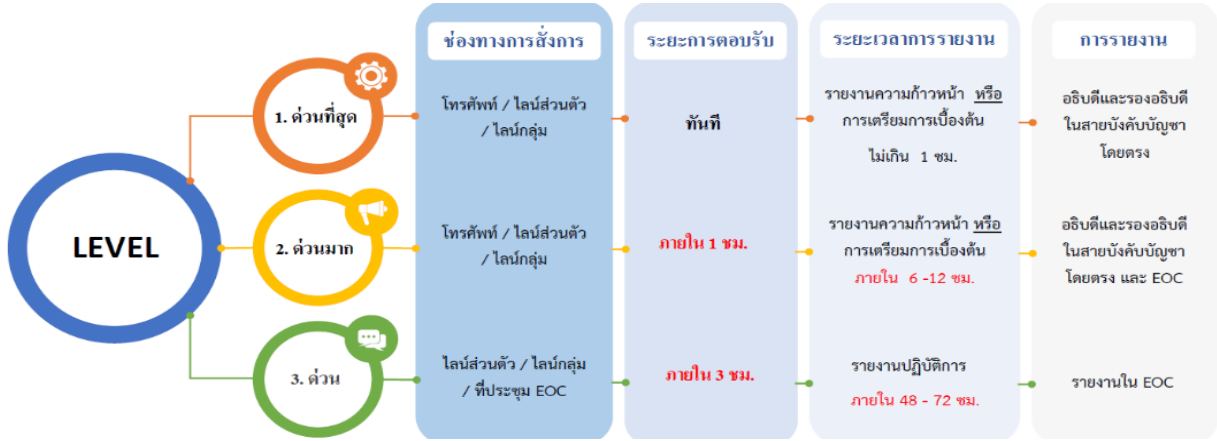 ช่องทางการสั่งการ
ระยะการตอบรับ
ระยะเวลาการรายงาน
การรายงาน
LEVEL
1. ด่วนที่สุด
โทรศัพท์ / ไลน์ส่วนตัว
/ ไลน์กลุ่ม
ทันที
รายงานความก้าวหน้า หรือ
การเตรียมการเบื้องต้น
ไม่เกิน 1 ชม.
อธิบดีและรองอธิบดี
ในสายบังคับบัญชา
โดยตรง
2. ด่วนมาก
โทรศัพท์ / ไลน์ส่วนตัว
/ ไลน์กลุ่ม
ภายใน 1 ชม.
รายงานความก้าวหน้า หรือ
การเตรียมการเบื้องต้น
ภายใน 6 -12 ชม.
อธิบดีและรองอธิบดี
ในสายบังคับบัญชา
โดยตรง และ EOC
3. ด่วน
ไลน์ส่วนตัว / ไลน์กลุ่ม
/ ที่ประชุม EOC
ภายใน 3 ชม.
รายงานปฏิบัติการ
ภายใน 48 - 72 ชม.
รายงานใน EOC